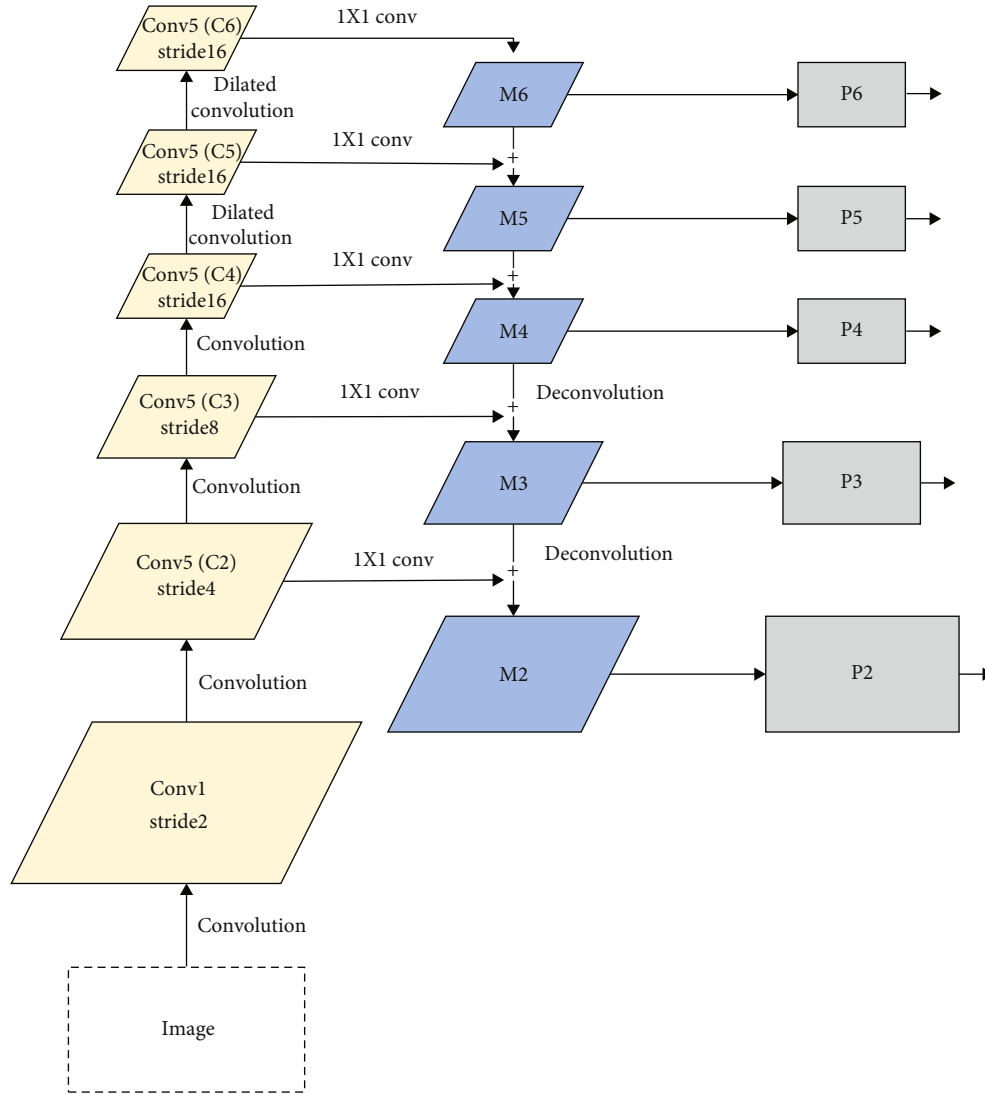 Conv5 (C6)
stride16
1X1 conv
M6
P6
Dilated
convolution
Conv5 (C5)
stride16
1X1 conv
+
M5
P5
Dilated
convolution
Conv5 (C4)
stride16
1X1 conv
+
M4
P4
Convolution
Conv5 (C3)
stride8
1X1 conv
+
Deconvolution
M3
P3
Convolution
Conv5 (C2)
stride4
1X1 conv
+
Deconvolution
M2
P2
Convolution
Conv1
stride2
Convolution
Image